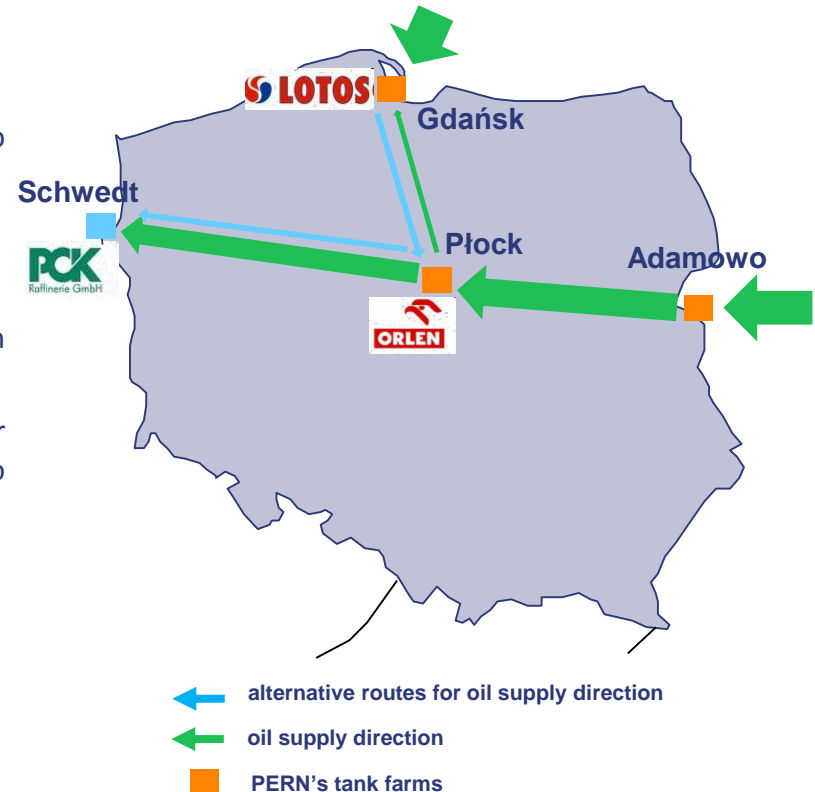 LOTOS
Gdańsk
Schwedt
Płock
Adamowo
PCK
Raffinerie GmbH
ORLEN
alternative routes for oil supply direction
oil supply direction
PERN's tank farms